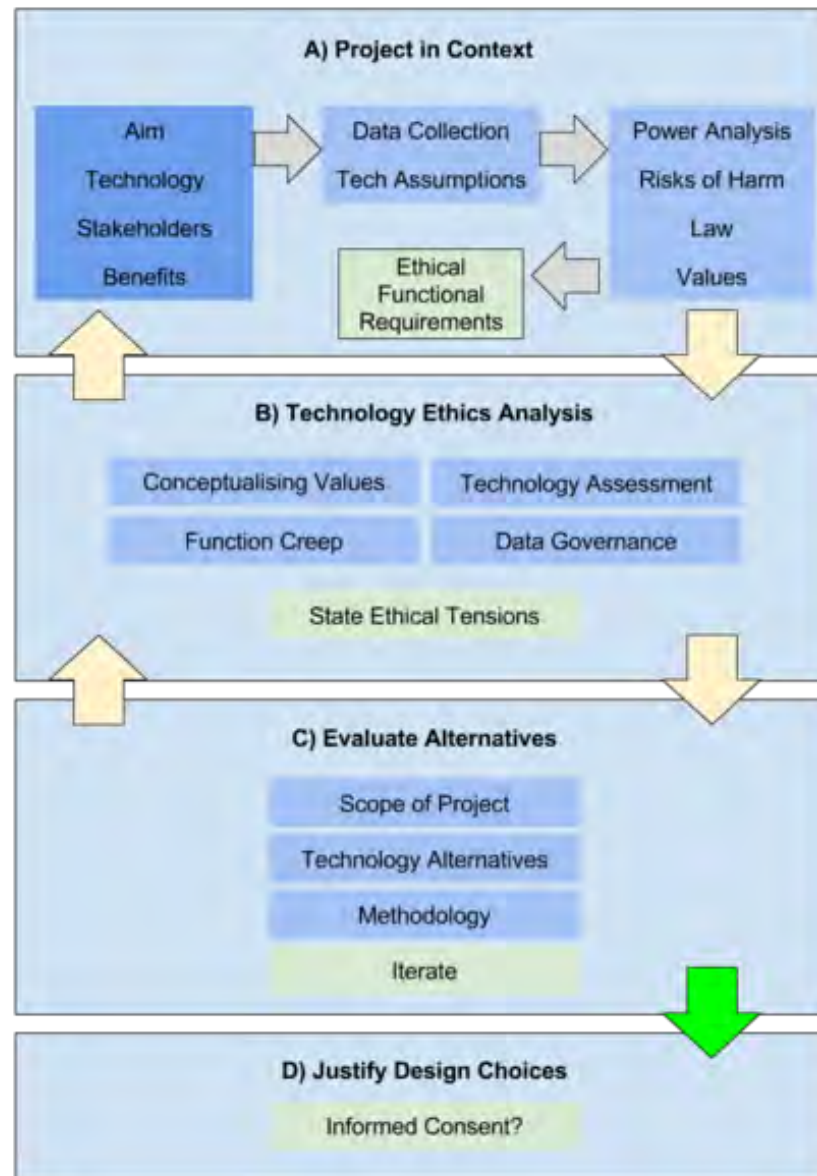 A) Project in Context
Aim
Technology
Stakeholders
Benefits
Data Collection
Tech Assumptions
Power Analysis
Risks of Harm
Law
Values
Ethical
Functional
Requirements
B) Technology Ethics Analysis
Conceptualising Values
Technology Assessment
Function Creep
Data Governance
State Ethical Tensions
C) Evaluate Alternatives
Scope of Project
Technology Alternatives
Methodology
Iterate
D) Justify Design Choices
Informed Consent?